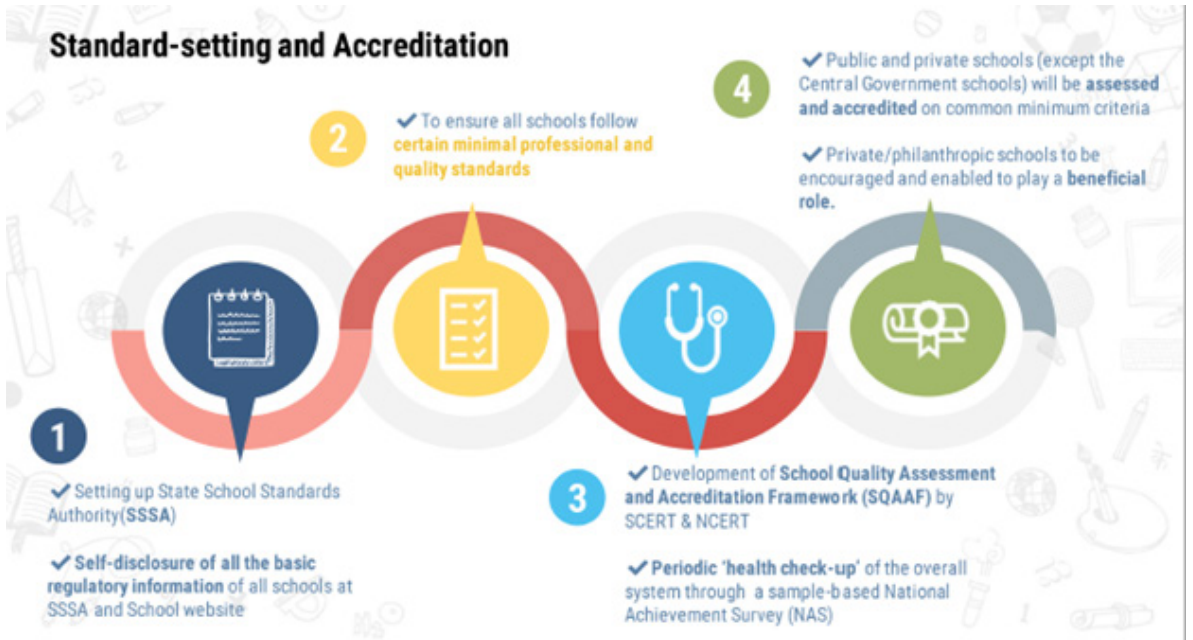 Standard-setting and Accreditation
1
✔ Setting up State School Standards
Authority(SSSA)
✔ Self-disclosure of all the basic
regulatory information of all schools at
SSSA and School website
2
✔ To ensure all schools follow
certain minimal professional and
quality standards
3
✔ Development of School Quality Assessment
and Accreditation Framework (SQAAF) by
SCERT & NCERT
✔ Periodic ‘health check-up’ of the overall
system through a sample-based National
Achievement Survey (NAS)
4
✔ Public and private schools (except the
Central Government schools) will be assessed
and accredited on common minimum criteria
✔ Private/philanthropic schools to be
encouraged and enabled to play a beneficial
role.